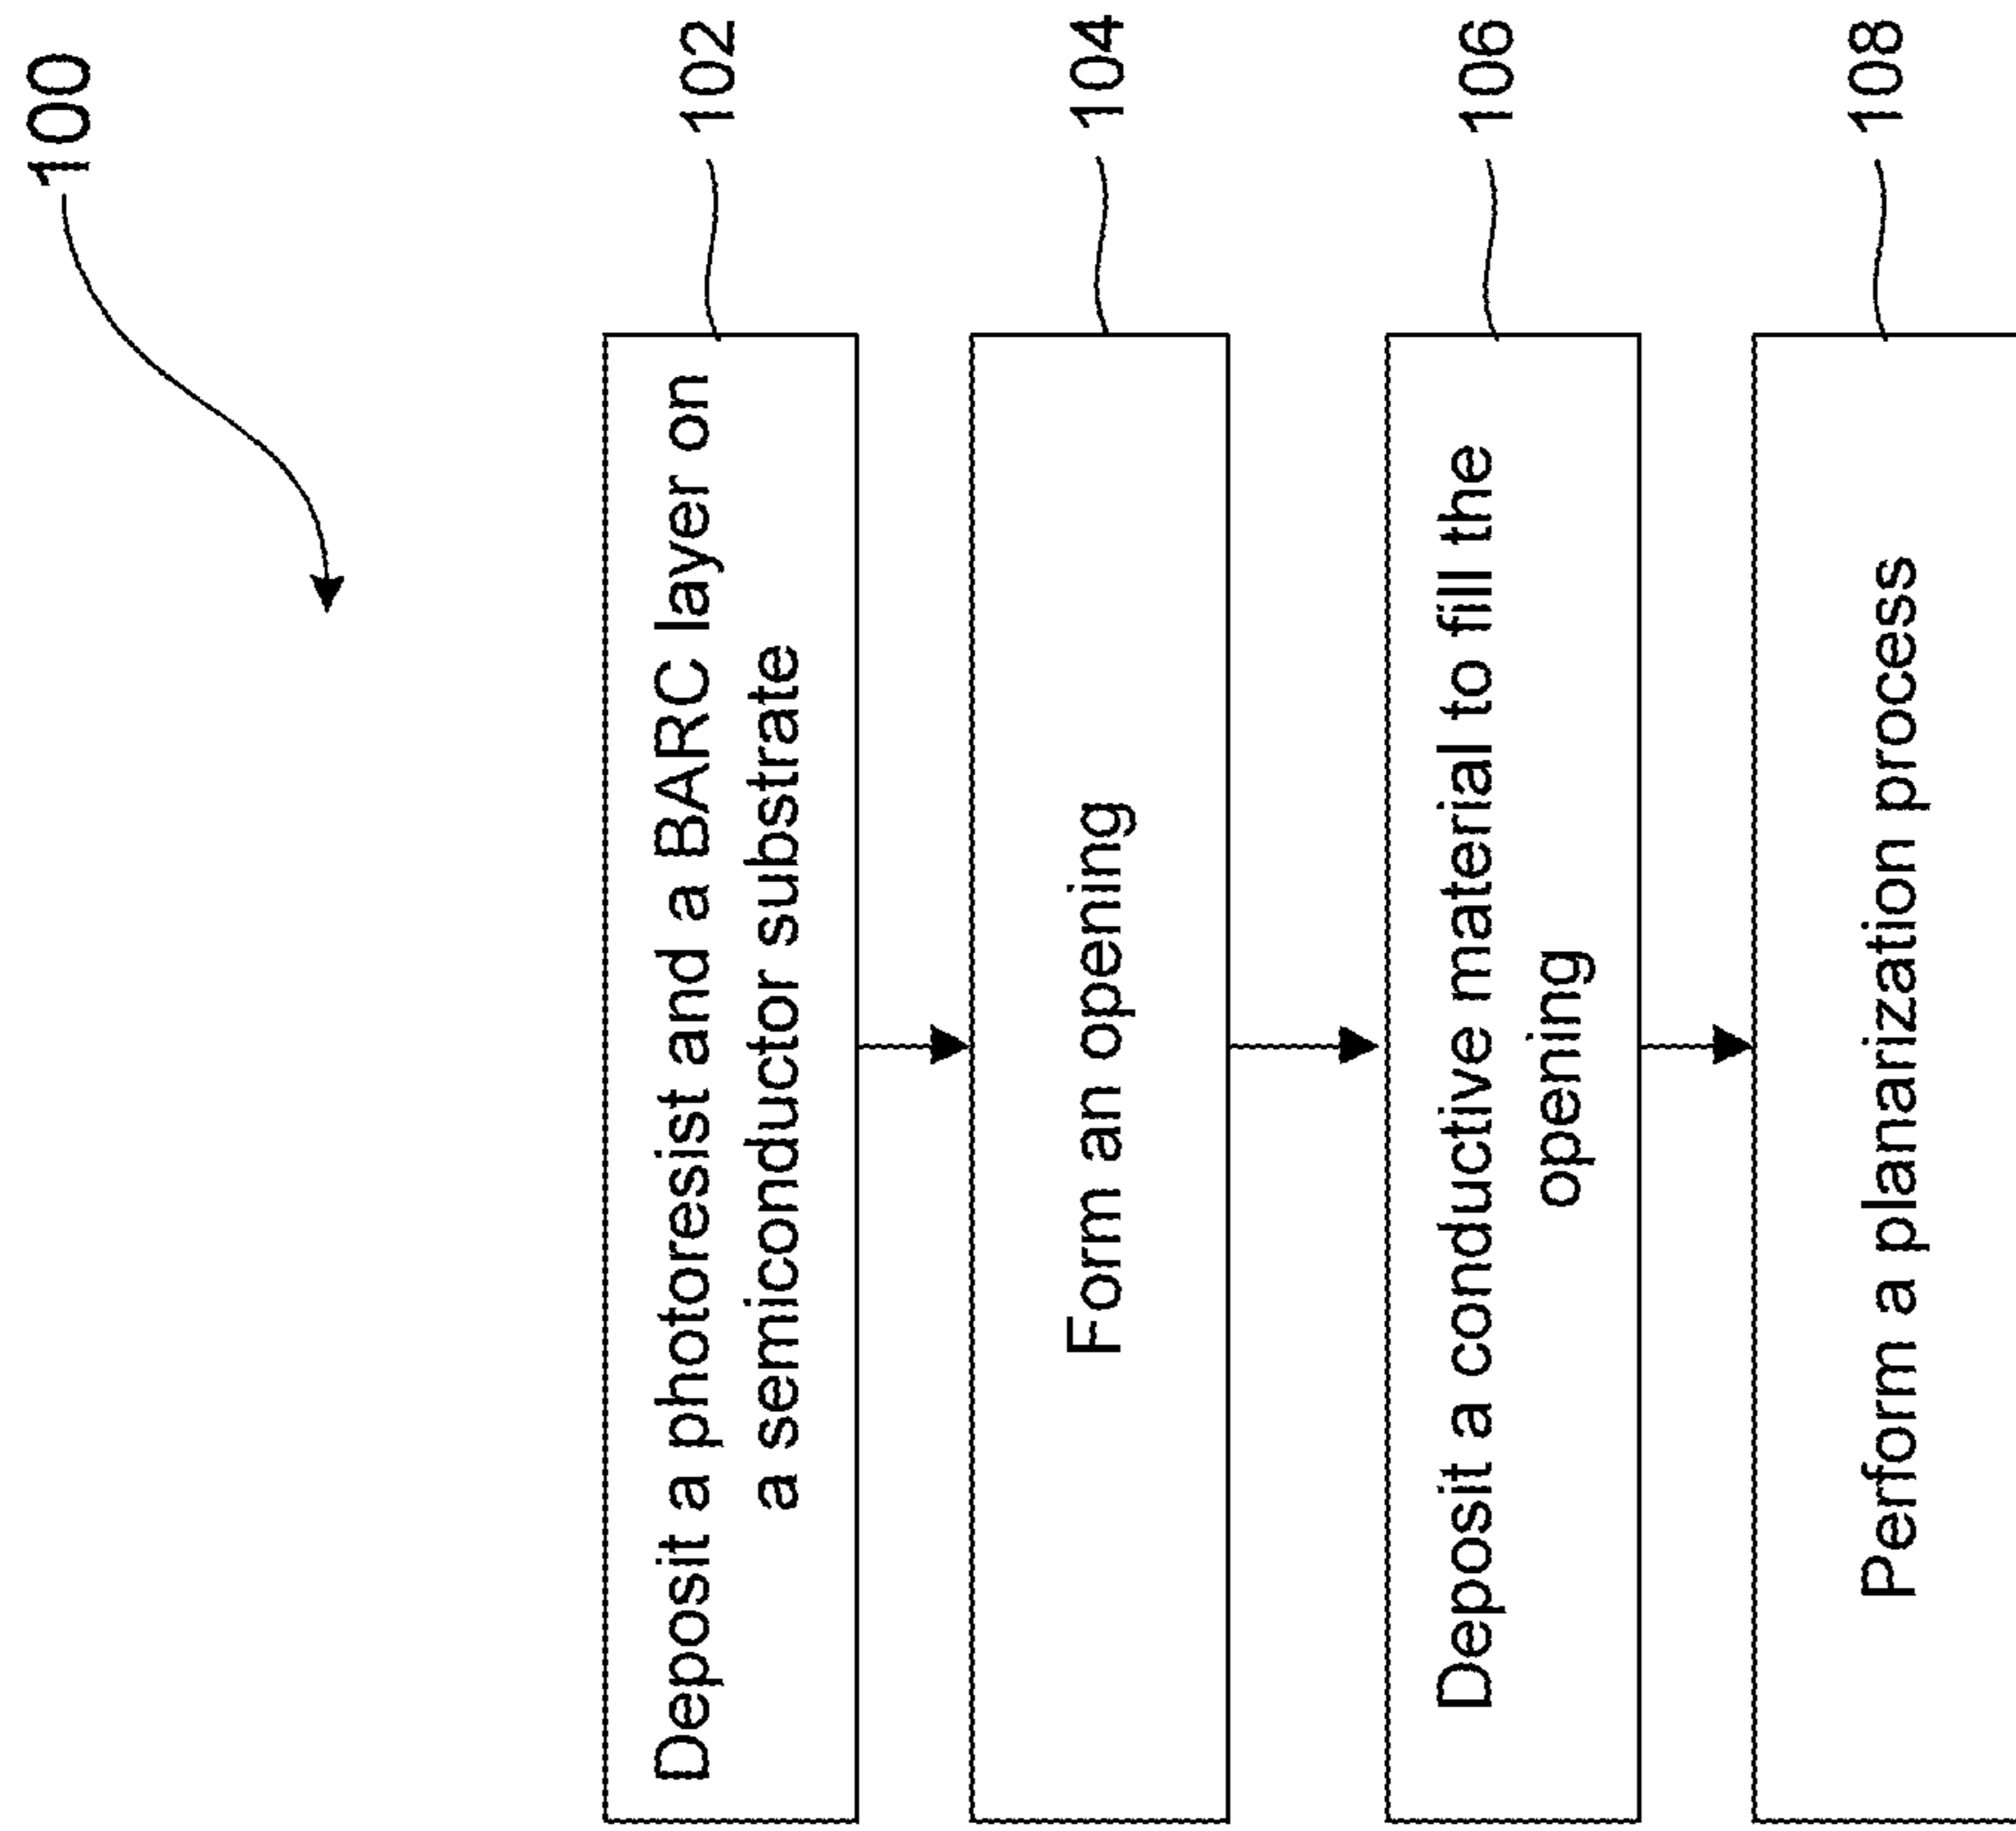 100
Deposit a photoresist and a BARC layer on
a semiconductor substrate
102
Form an opening
104
Deposit a conductive material to fill the
opening
106
Perform a planarization process
108